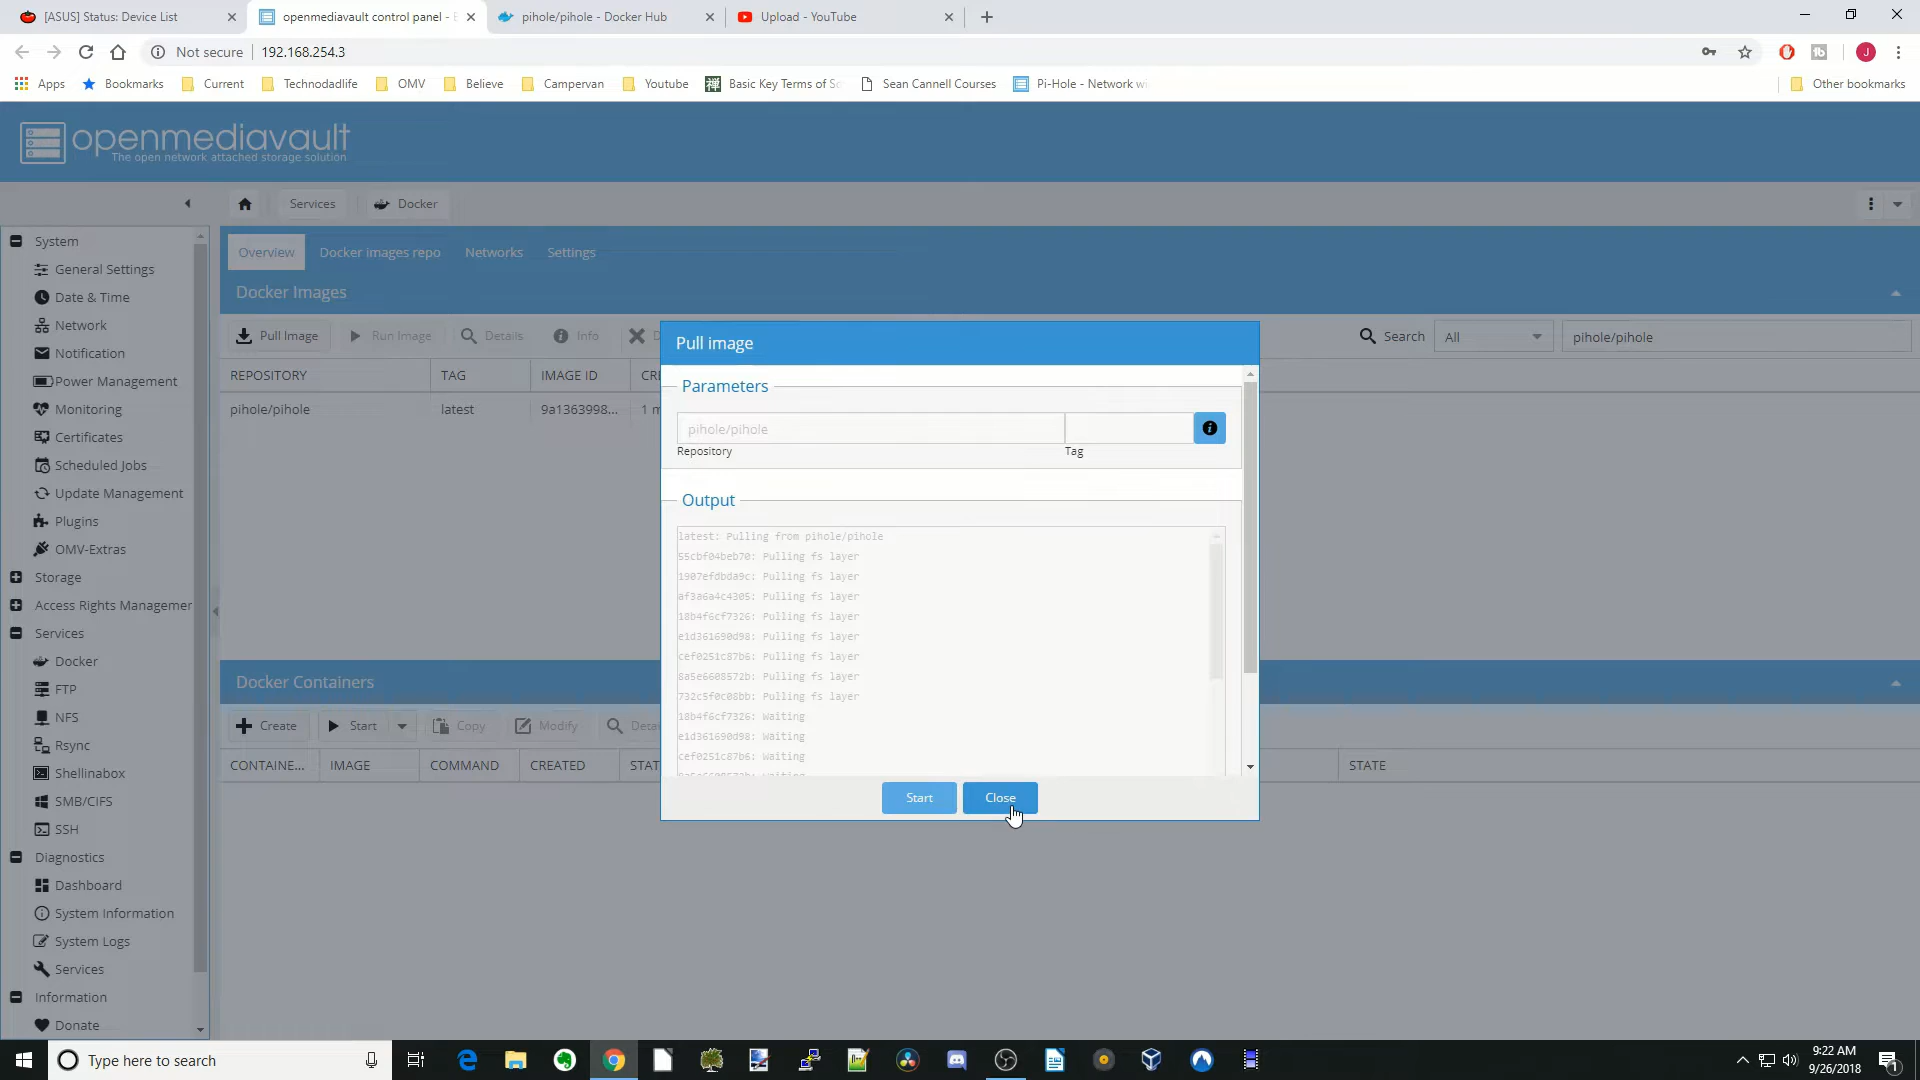 [ASUS] Status: Device List
openmediavault control panel -
pihole/pihole - Docker Hub
Upload - YouTube
Not secure
192.168.254.3
J
Apps
Bookmarks
Current
Technodadlife
OMV
Believe
Campervan
Youtube
Basic Key Terms of
Sean Cannell Courses
Pi-Hole - Network
Other bookmarks
openmediavault
The open network attached storage solution
Services
Docker
System
General Settings
Date & Time
Network
Notification
Power Management
Monitoring
Certificates
Scheduled Jobs
Update Management
Plugins
OMV-Extras
Storage
Access Rights Managemer
Services
Docker
FTP
NFS
Rsync
Shellinabox
SMB/CIFS
SSH
Diagnostics
Dashboard
System Information
System Logs
Services
Information
Donate
Overview
Docker images repo
Networks
Settings
Docker Images
Pull Image
Run Image
Details
Info
Search
All
pihole/pihole
REPOSITORY
TAG
IMAGE ID
pihole/pihole
latest
9a1363998...
Pull image
Parameters
pihole/pihole
Repository
Tag
Output
latest: Pulling from pihole/pihole
55cbf04beb70: Pulling fs layer
1907efdbda9c: Pulling fs layer
af3a6a4c4305: Pulling fs layer
18b4f6cf7326: Pulling fs layer
e1d361690d98: Pulling fs layer
cef0251c87b6: Pulling fs layer
8a5e6608572b: Pulling fs layer
732c5f0c08bb: Pulling fs layer
18b4f6cf7326: Waiting
e1d361690d98: Waiting
cef0251c87b6: Waiting
Start
Close
Docker Containers
Create
Start
Copy
Modify
CONTAINE...
IMAGE
COMMAND
CREATED
STAT
STATE
Type here to search
9:22 AM
9/26/2018
1